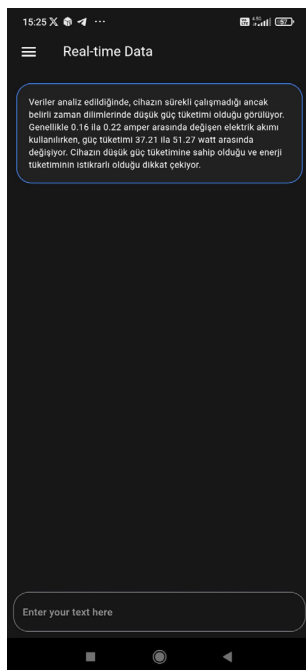 15:25
Real-time Data
Veriler analiz edildiğinde, cihazın sürekli çalışmadığı ancak
belirli zaman dilimlerinde düşük güç tüketimi olduğu görülüyor.
Genellikle 0.16 ila 0.22 amper arasında değişen elektrik akımı
kullanılırken, güç tüketimi 37.21 ila 51.27 watt arasında
değişiyor. Cihazın düşük güç tüketimine sahip olduğu ve enerji
tüketiminin istikrarlı olduğu dikkat çekiyor.
Enter your text here